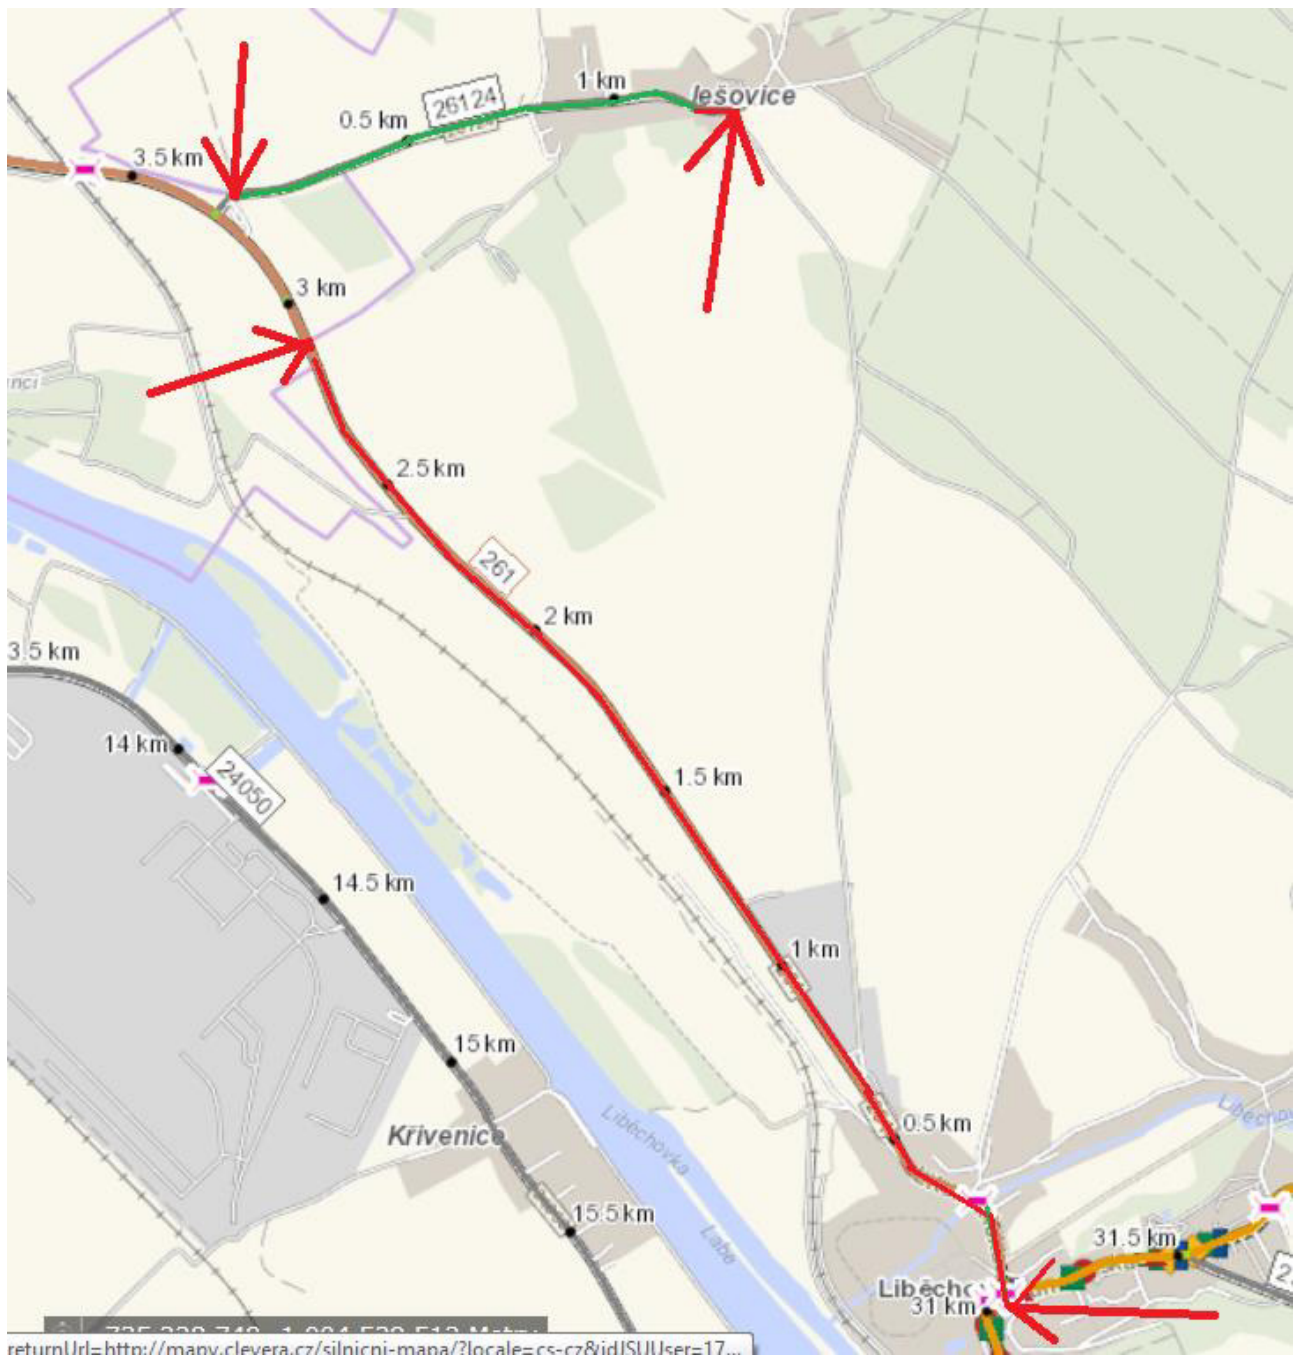 1 km
lešovice
26124
0.5 km
3.5 km
3 km
2.5 km
261
2 km
3.5 km
14 km
24050
1.5 km
14.5 km
1 km
15 km
0.5 km
Křivenice
Liběchovka
15.5 km
Labe
31.5 km
Liběcho
31 km
returnUrl=http://mapy.clevera.cz/silnicni-mapa/?locale=cs-cz&idJSUUser=17...